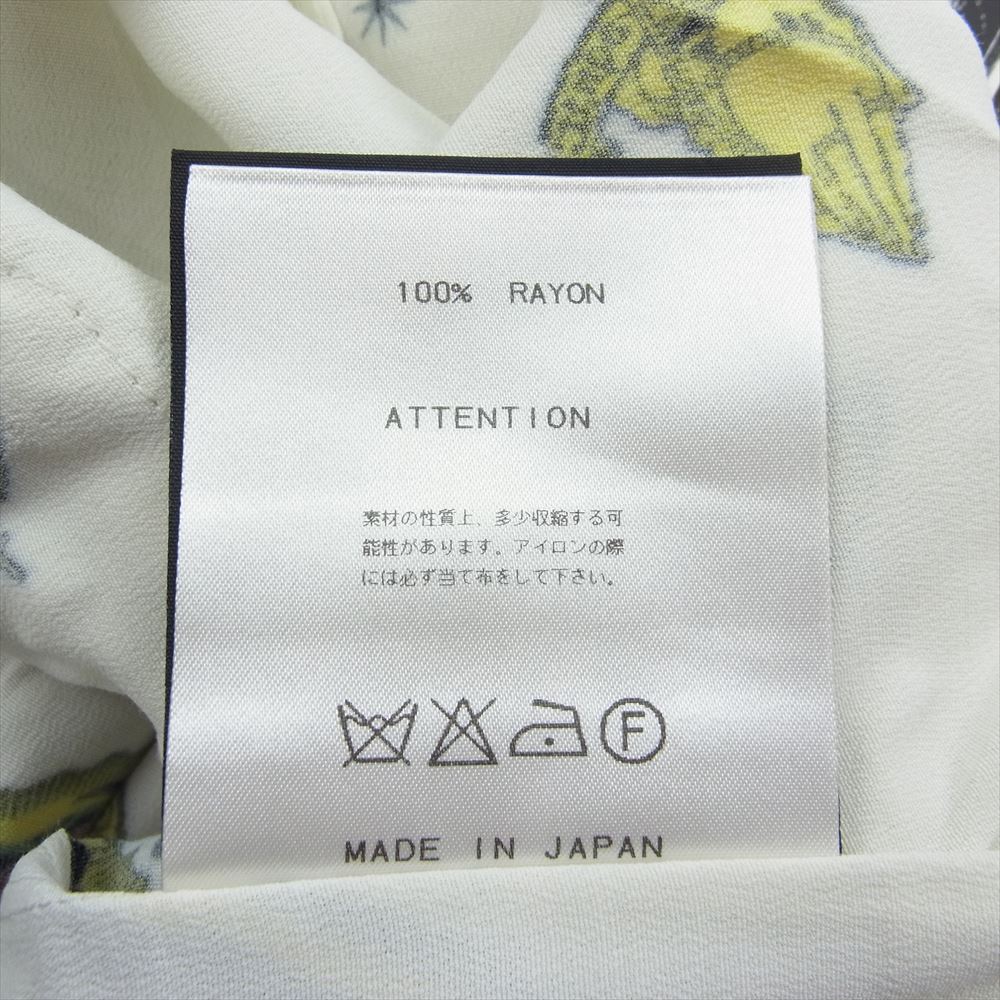 100% RAYON
ATTENTION
素材の性質上、多少収縮する可
能性があります。アイロンの際
には必ず当て布をして下さい。
F
MADE IN JAPAN